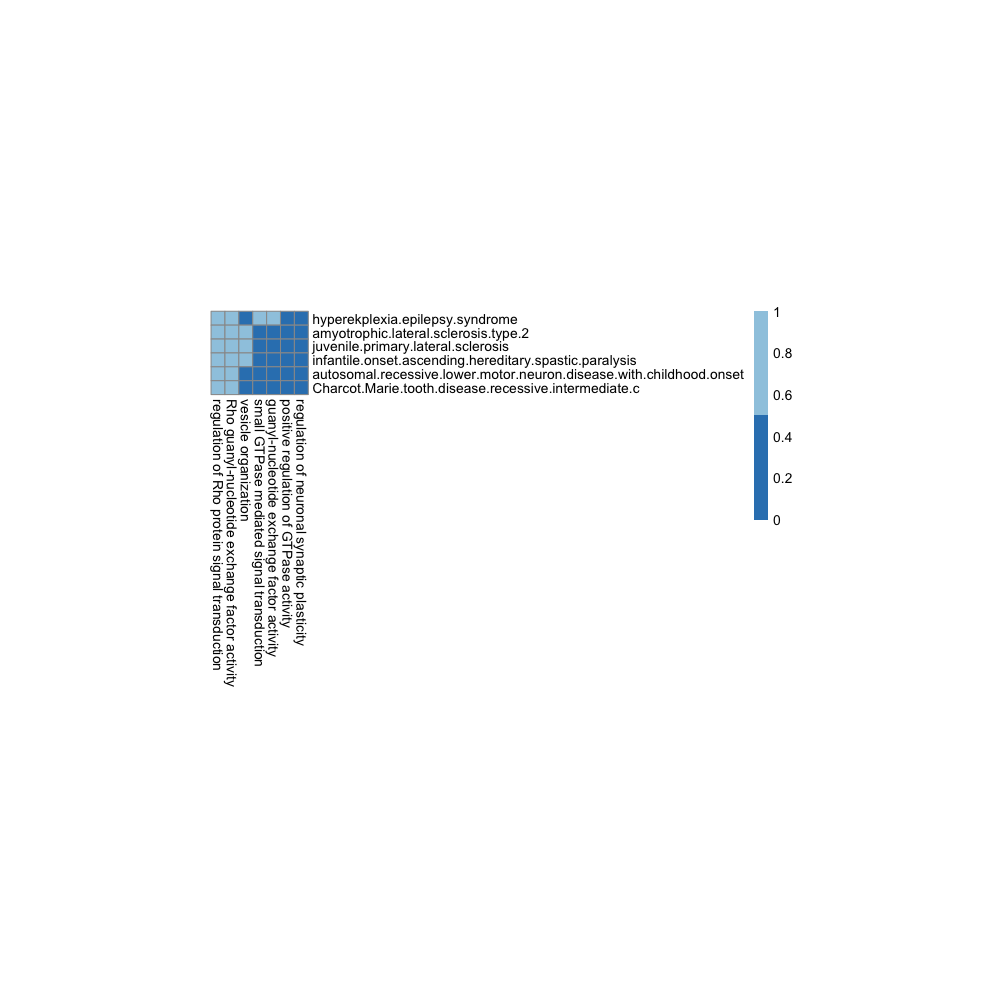 hyperekplexia.epilepsy.syndrome
amyotrophic.lateral.sclerosis.type.2
juvenile.primary.lateral.sclerosis
infantile.onset.ascending.hereditary.spastic.paralysis
autosomal.recessive.lower.motor.neuron.disease.with.childhood.onset
Charcot.Marie.tooth.disease.recessive.intermediate.c
regulation of Rho protein signal transduction
Rho guanyl-nucleotide exchange factor activity
vesicle organization
small GTPase mediated signal transduction
guanyl-nucleotide exchange factor activity
positive regulation of GTPase activity
regulation of neuronal synaptic plasticity
1
0.8
0.6
0.4
0.2
0